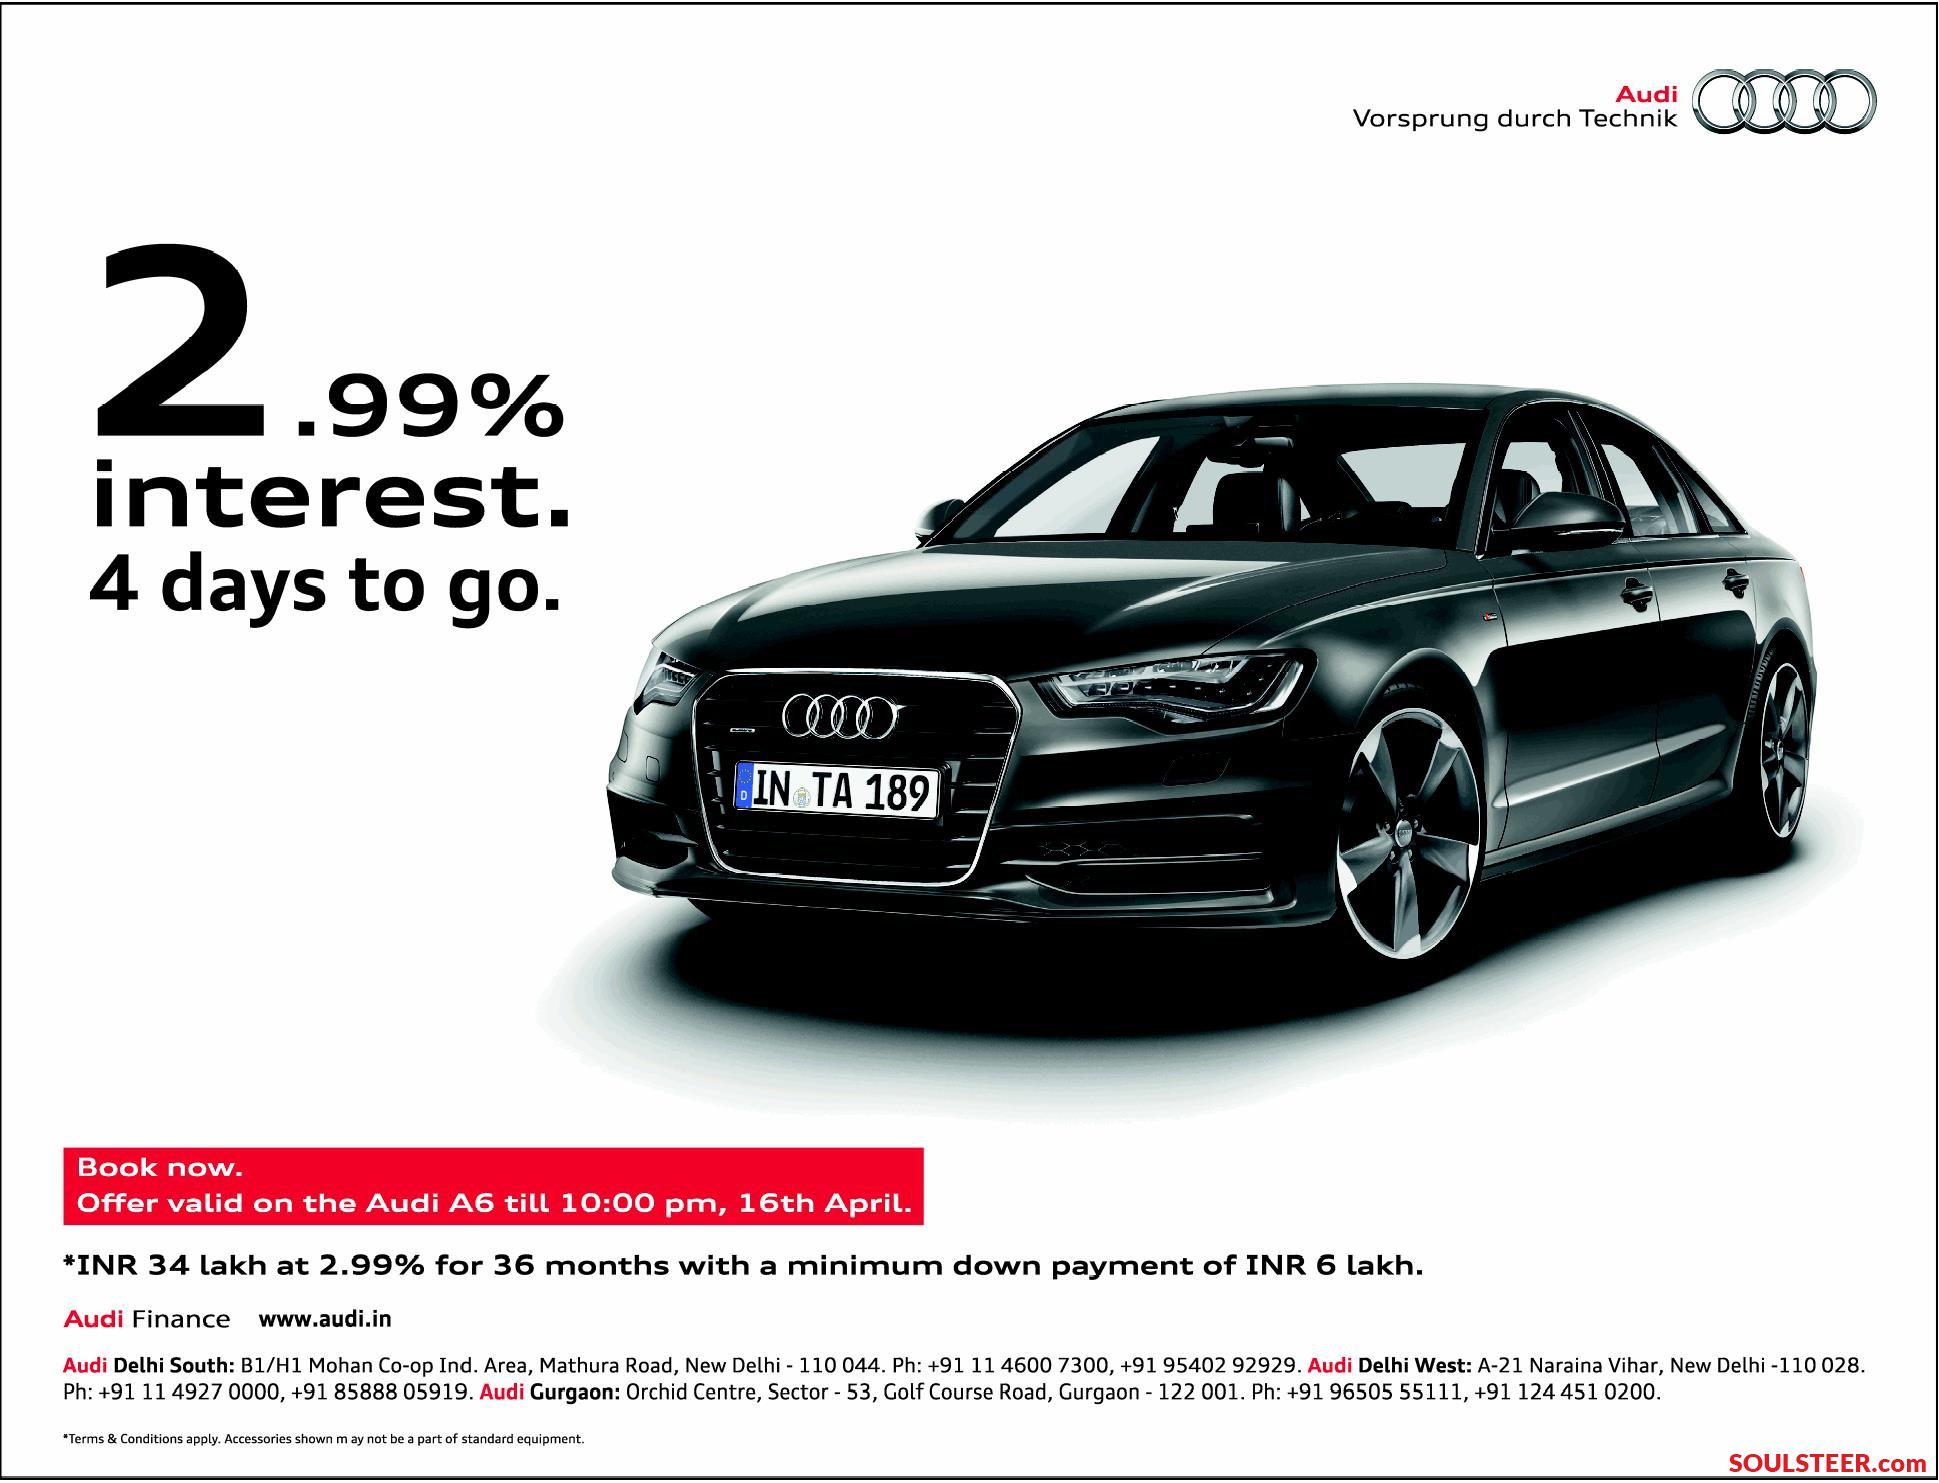 Audi
Vorsprung durch Technik
2.99%
interest.
4 days to go.
IN TA 189
D
Book now.
Offer valid on the Audi A6 till 10:00 pm, 16th April.
*INR 34 lakh at 2.99% for 36 months with a minimum down payment of INR 6 lakh.
Audi Finance www.audi.in
Audi Delhi South: B1/H1 Mohan Co-op Ind. Area, Mathura Road, New Delhi - 110 044. Ph: +91 11 4600 7300, +91 95402 92929. Audi Delhi West: A-21 Naraina Vihar, New Delhi -110 028.
Ph: +91 11 4927 0000, +91 85888 05919. Audi Gurgaon: Orchid Centre, Sector - 53, Golf Course Road, Gurgaon - 122 001. Ph: +91 96505 55111, +91 124 451 0200.
*Terms & Conditions apply. Accessories shown m ay not be a part of standard equipment.
SOULSTEER.com